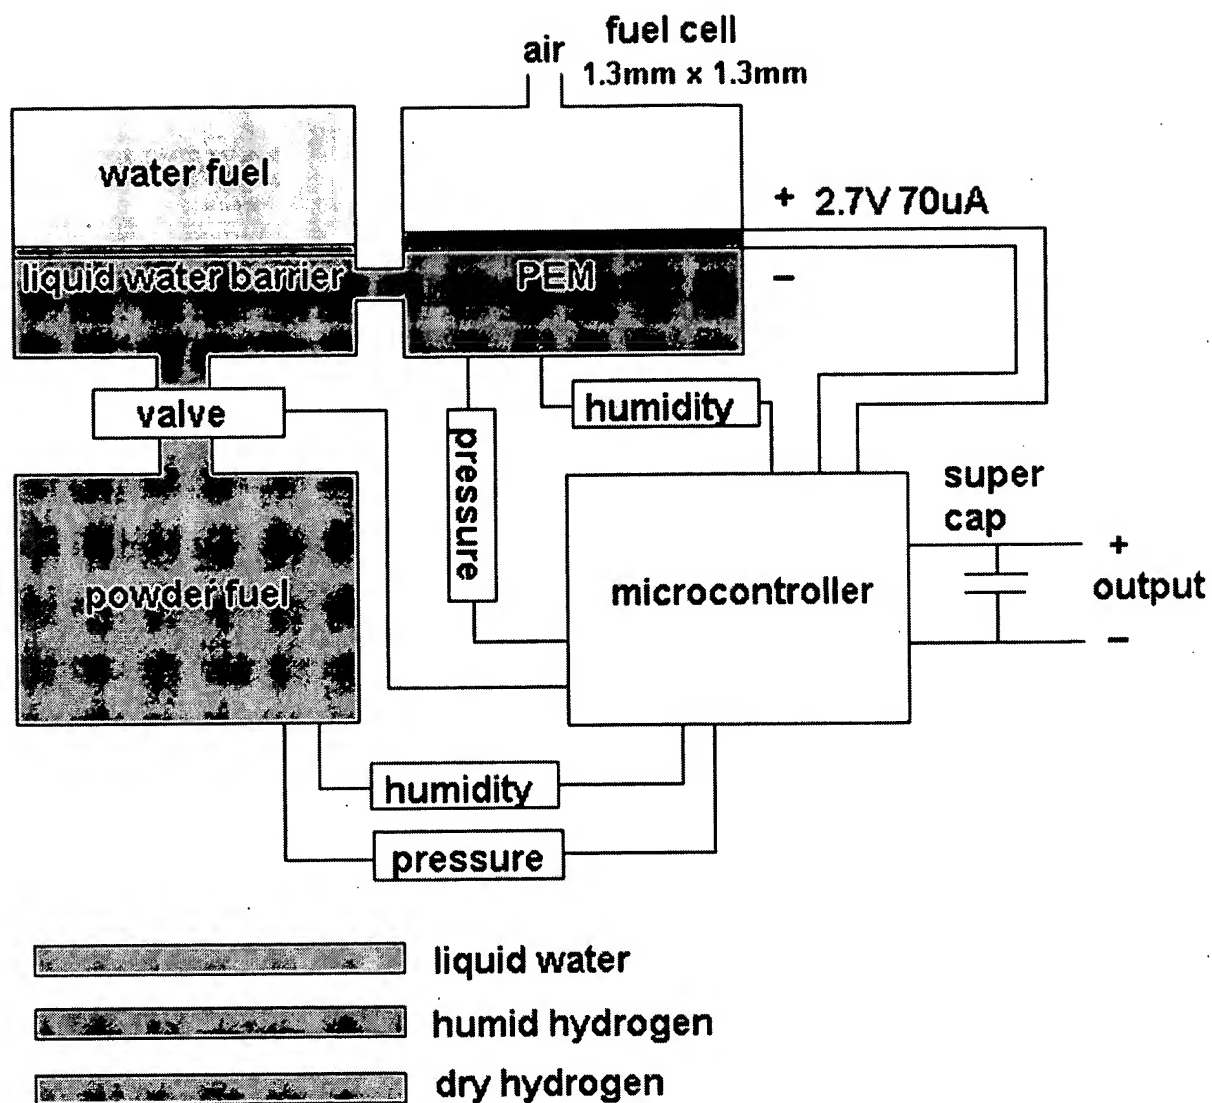 air
fuel cell
1.3mm x 1.3mm
water fuel
+ 2.7V 70uA
liquid water barrier
PEM
–
valve
humidity
pressure
super
cap
+
powder fuel
microcontroller
output
–
humidity
pressure
liquid water
humid hydrogen
dry hydrogen